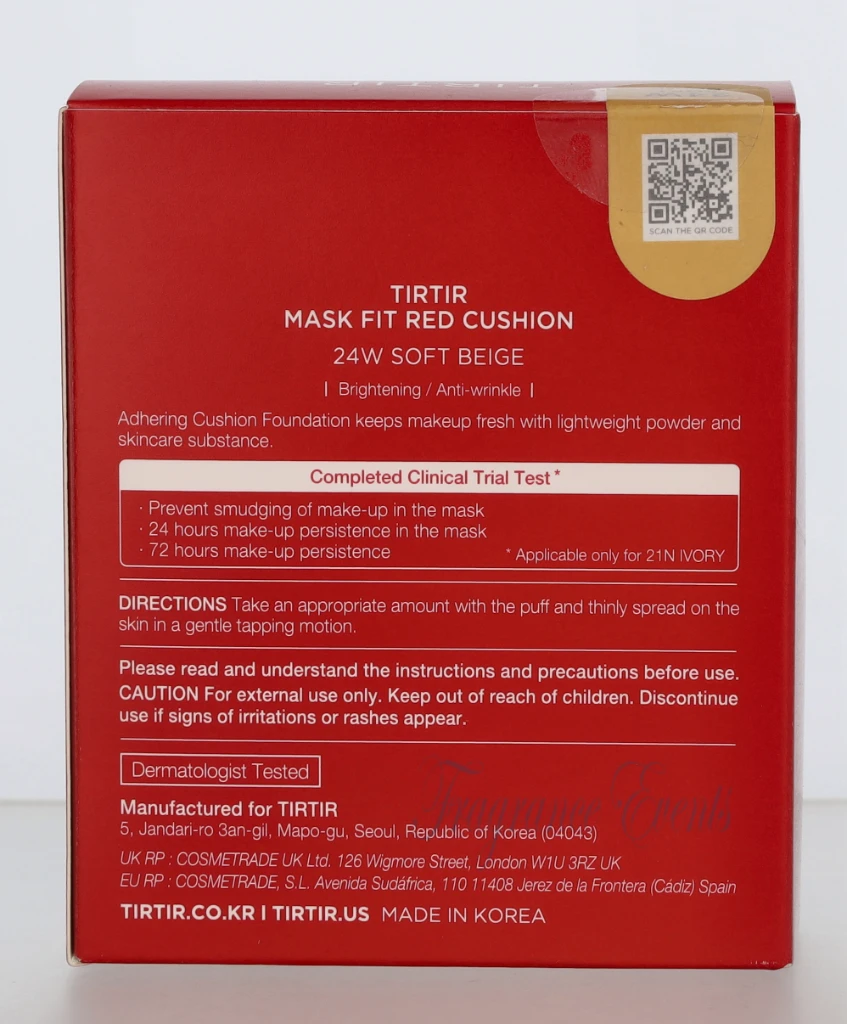 SCAN THE QR CODE
TIRTIR
MASK FIT RED CUSHION
24W SOFT BEIGE
| Brightening / Anti-wrinkle |
Adhering Cushion Foundation keeps makeup fresh with lightweight powder and
skincare substance.
Completed Clinical Trial Test *
· Prevent smudging of make-up in the mask
· 24 hours make-up persistence in the mask
· 72 hours make-up persistence
* Applicable only for 21N IVORY
DIRECTIONS Take an appropriate amount with the puff and thinly spread on the
skin in a gentle tapping motion.
Please read and understand the instructions and precautions before use.
CAUTION For external use only. Keep out of reach of children. Discontinue
use if signs of irritations or rashes appear.
Dermatologist Tested
Fragrance Events
Manufactured for TIRTIR
5, Jandari-ro 3an-gil, Mapo-gu, Seoul, Republic of Korea (04043)
UK RP : COSMETRADE UK Ltd. 126 Wigmore Street, London W1U 3RZ UK
EU RP : COSMETRADE, S.L. Avenida Sudáfrica, 110 11408 Jerez de la Frontera (Cádiz) Spain
TIRTIR.CO.KR | TIRTIR.US MADE IN KOREA